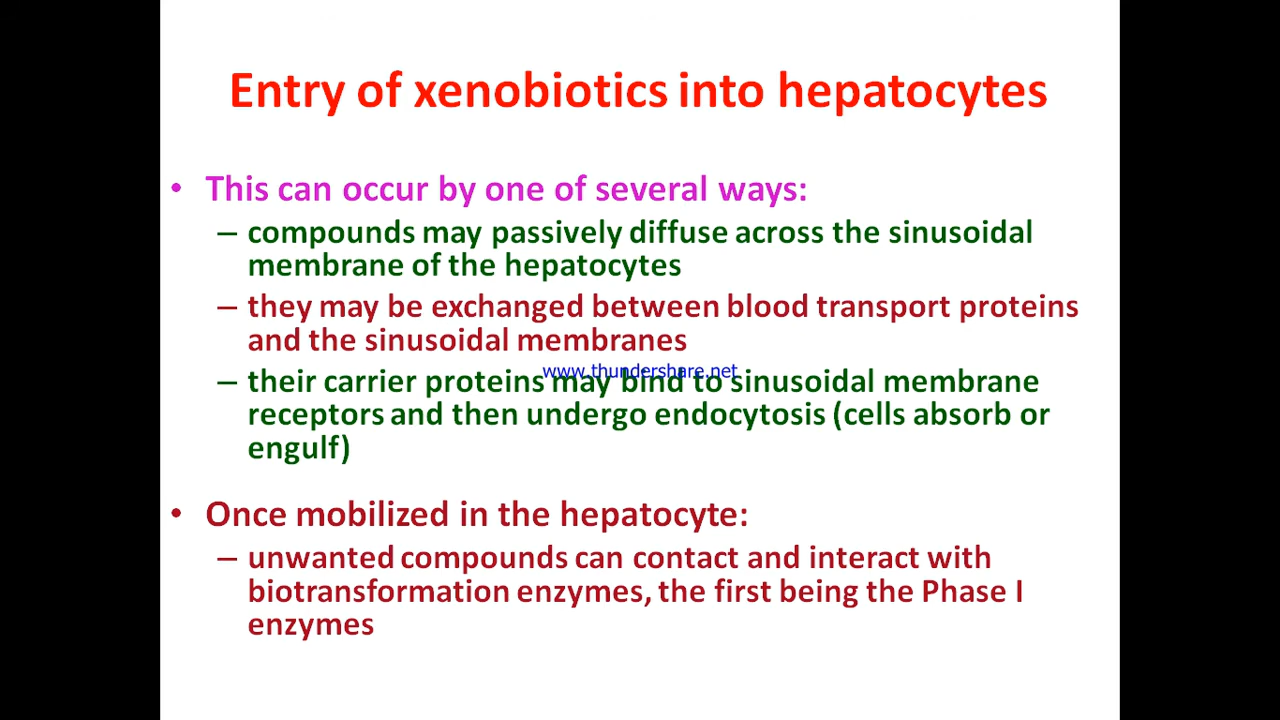 Entry of xenobiotics into hepatocytes
• This can occur by one of several ways:
– compounds may passively diffuse across the sinusoidal
membrane of the hepatocytes
– they may be exchanged between blood transport proteins
and the sinusoidal membranes
www.thundershare.net
– their carrier proteins may bind to sinusoidal membrane
receptors and then undergo endocytosis (cells absorb or
engulf)
• Once mobilized in the hepatocyte:
– unwanted compounds can contact and interact with
biotransformation enzymes, the first being the Phase I
enzymes